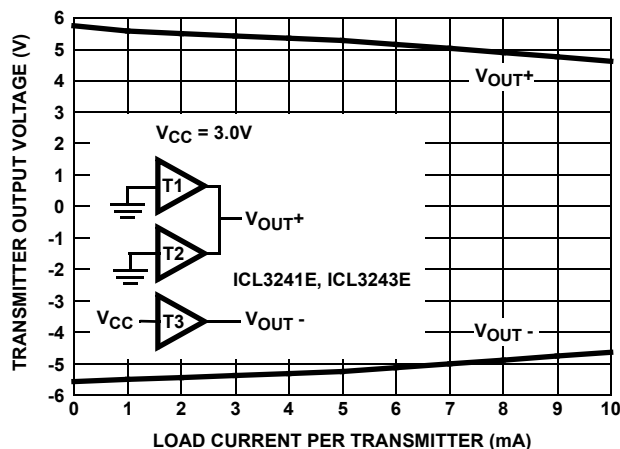 TRANSMITTER OUTPUT VOLTAGE (V)
6
5
4
3
2
1
0
-1
-2
-3
-4
-5
-6
VOUT+
VCC = 3.0V
T1
VOUT+
T2
ICL3241E, ICL3243E
VCC
T3
VOUT -
VOUT -
0 1 2 3 4 5 6 7 8 9 10
LOAD CURRENT PER TRANSMITTER (mA)